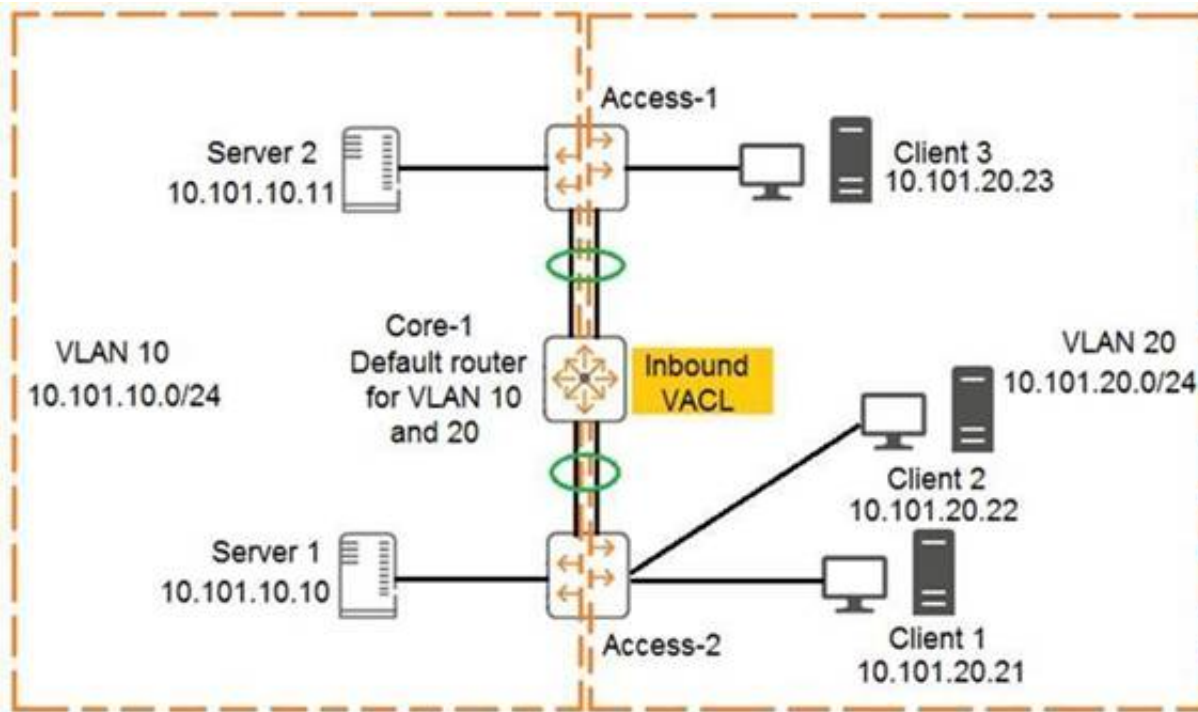 Access-1
Server 2
10.101.10.11
Client 3
10.101.20.23
VLAN 10
10.101.10.0/24
Core-1
Default router
for VLAN 10
and 20
Inbound
VACL
VLAN 20
10.101.20.0/24
Client 2
10.101.20.22
Server 1
10.101.10.10
Access-2
Client 1
10.101.20.21